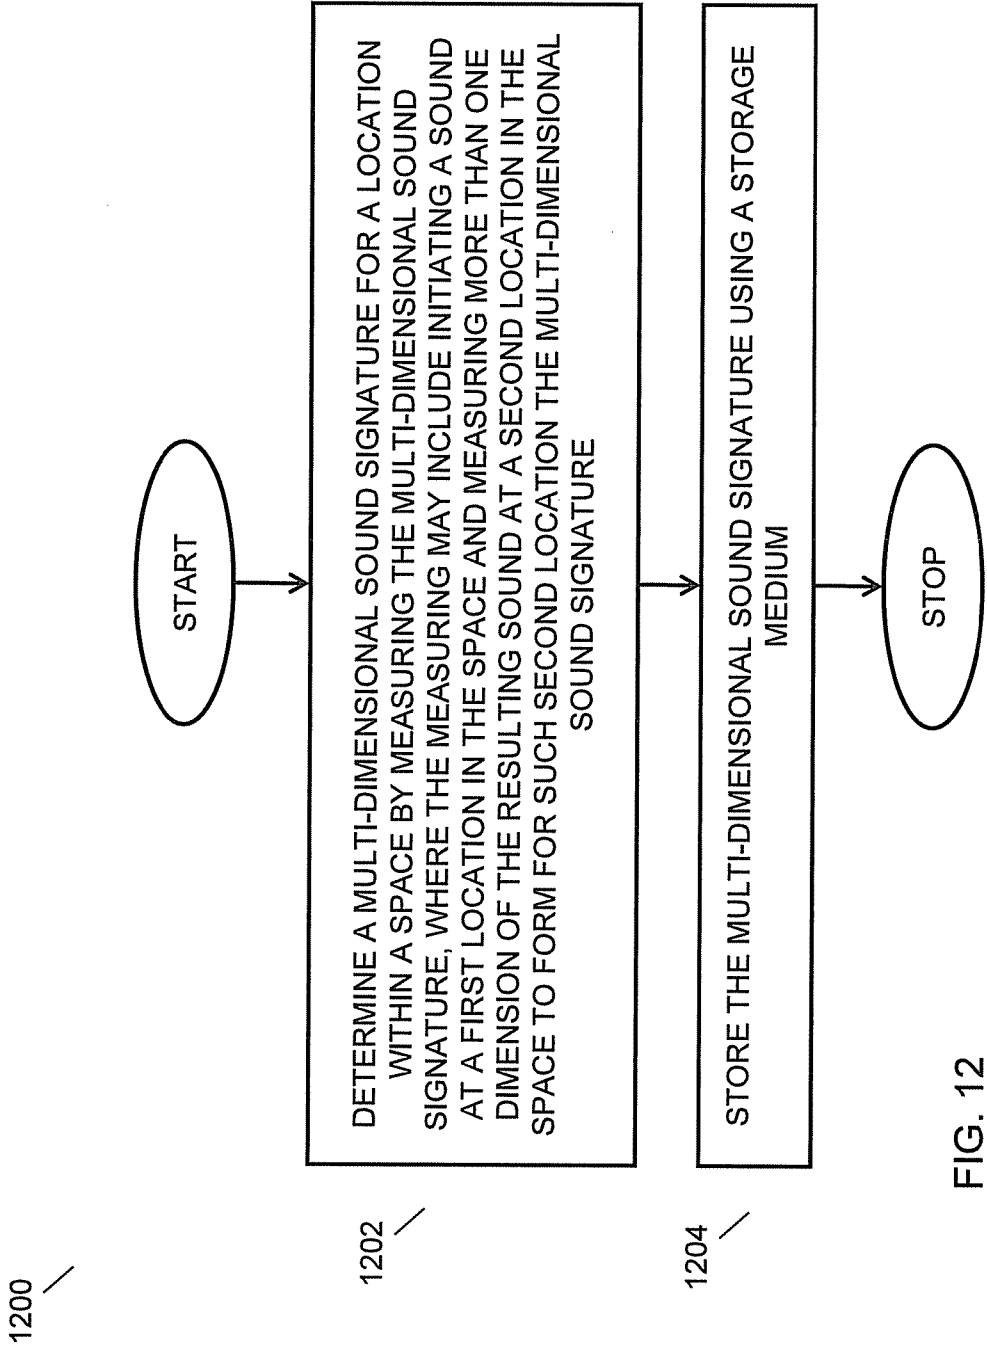 1200
START
1202
DETERMINE A MULTI-DIMENSIONAL SOUND SIGNATURE FOR A LOCATION
WITHIN A SPACE BY MEASURING THE MULTI-DIMENSIONAL SOUND
SIGNATURE, WHERE THE MEASURING MAY INCLUDE INITIATING A SOUND
AT A FIRST LOCATION IN THE SPACE AND MEASURING MORE THAN ONE
DIMENSION OF THE RESULTING SOUND AT A SECOND LOCATION IN THE
SPACE TO FORM FOR SUCH SECOND LOCATION THE MULTI-DIMENSIONAL
SOUND SIGNATURE
1204
STORE THE MULTI-DIMENSIONAL SOUND SIGNATURE USING A STORAGE
MEDIUM
STOP
FIG. 12